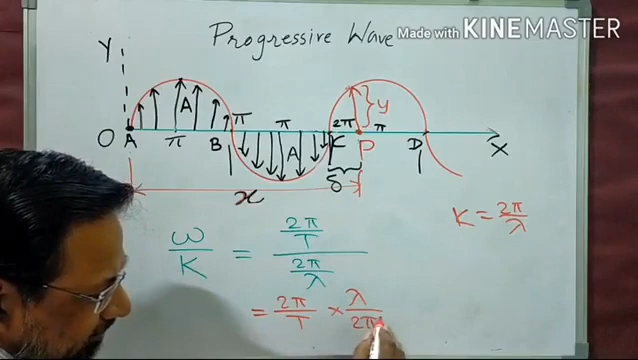 Progressive Wave
Made with KINEMASTER
Y
A A y
π 2π π π
O A π B C P D X
δ
x
K = 2π/λ
ω/K = (2π/T)/(2π/λ)
= 2π/T × λ/2π